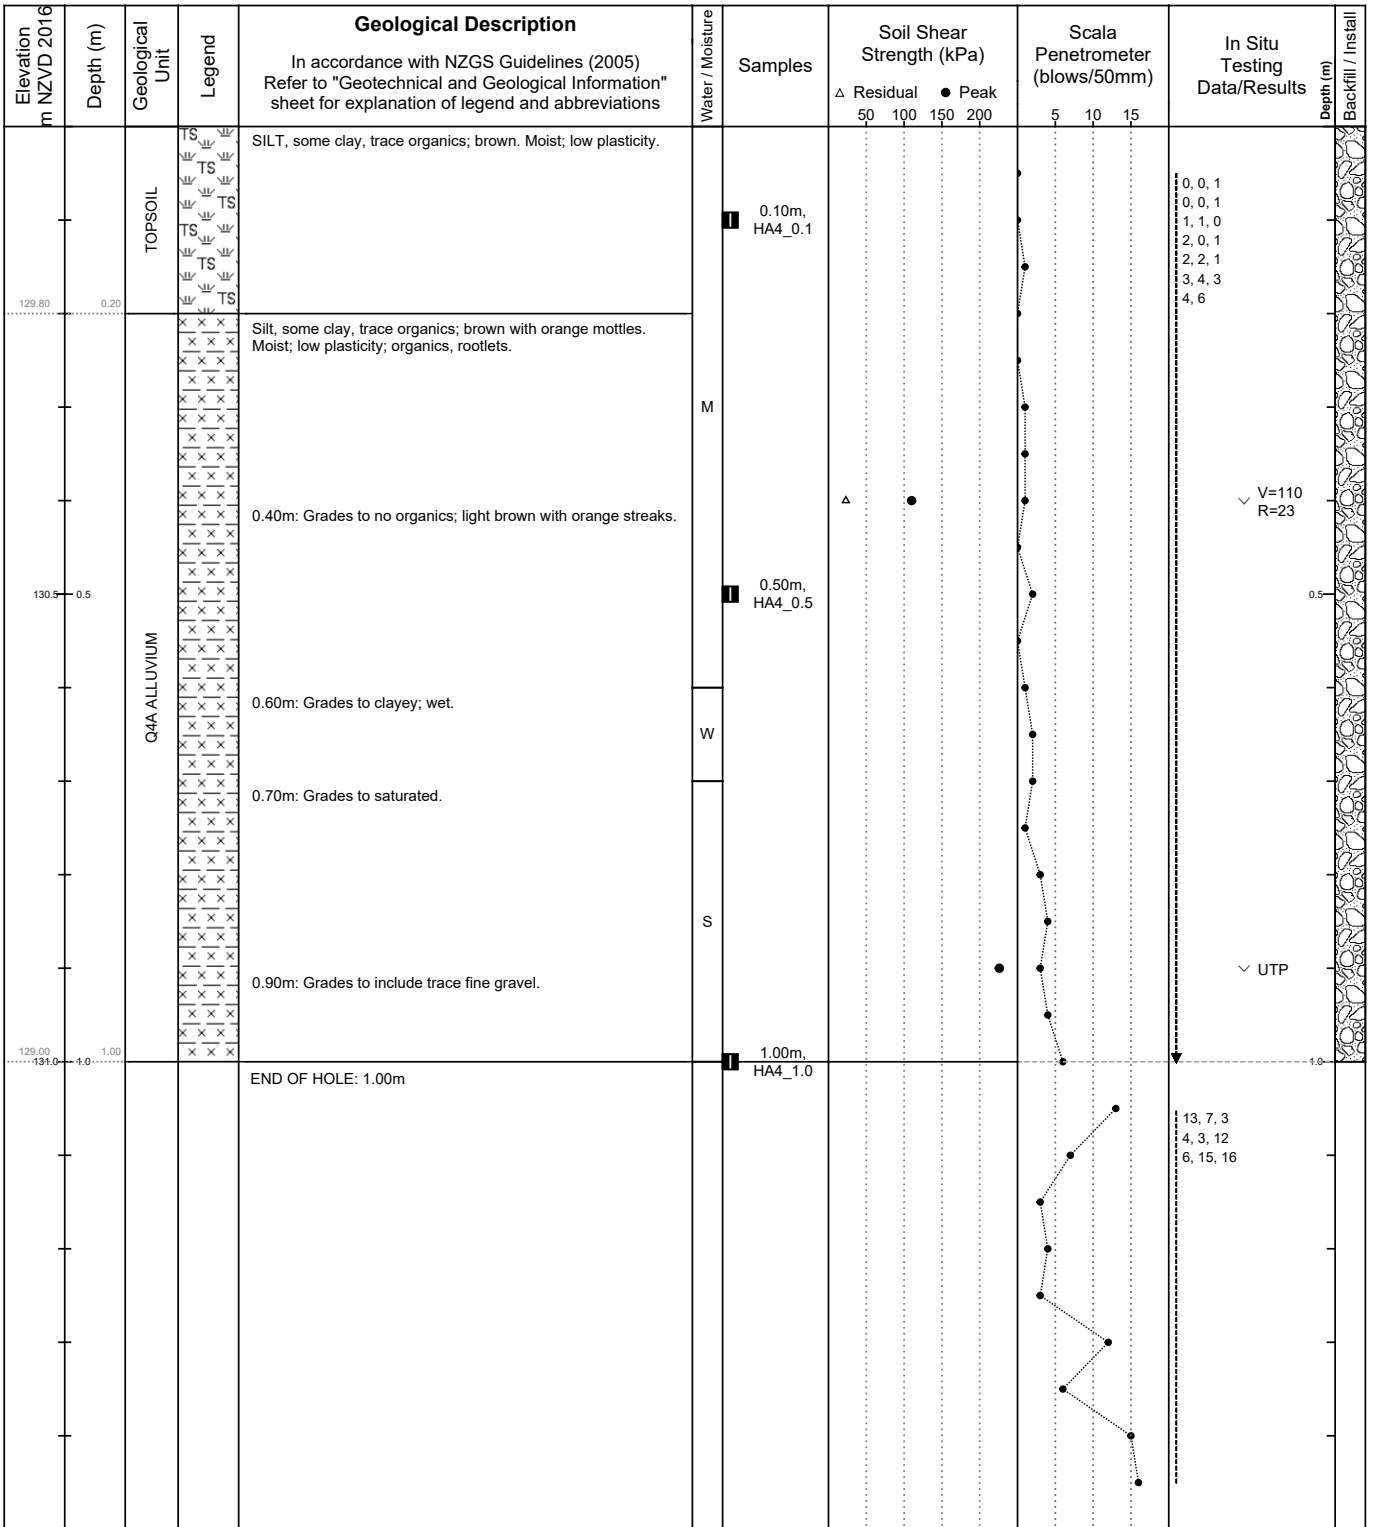 Elevation
m NZVD 2016
Depth (m)
Geological
Unit
Legend
Geological Description
In accordance with NZGS Guidelines (2005)
Refer to "Geotechnical and Geological Information"
sheet for explanation of legend and abbreviations
Water / Moisture
Samples
Soil Shear
Strength (kPa)
Residual
Peak
50 100 150 200
Scala
Penetrometer
(blows/50mm)
5 10 15
In Situ
Testing
Data/Results
Depth (m)
Backfill / Install
TOPSOIL
TS
TS
TS
TS
TS
TS
SILT, some clay, trace organics; brown. Moist; low plasticity.
0.10m,
HA4_0.1
0, 0, 1
0, 0, 1
1, 1, 0
2, 0, 1
2, 2, 1
3, 4, 3
4, 6
129.80 0.20
Silt, some clay, trace organics; brown with orange mottles.
Moist; low plasticity; organics, rootlets.
M
V=110
R=23
0.40m: Grades to no organics; light brown with orange streaks.
130.5 0.5
0.50m,
HA4_0.5
0.5
Q4A ALLUVIUM
0.60m: Grades to clayey; wet.
W
0.70m: Grades to saturated.
S
UTP
0.90m: Grades to include trace fine gravel.
129.00 1.00
131.0 1.0
1.00m,
HA4_1.0
1.0
END OF HOLE: 1.00m
13, 7, 3
4, 3, 12
6, 15, 16